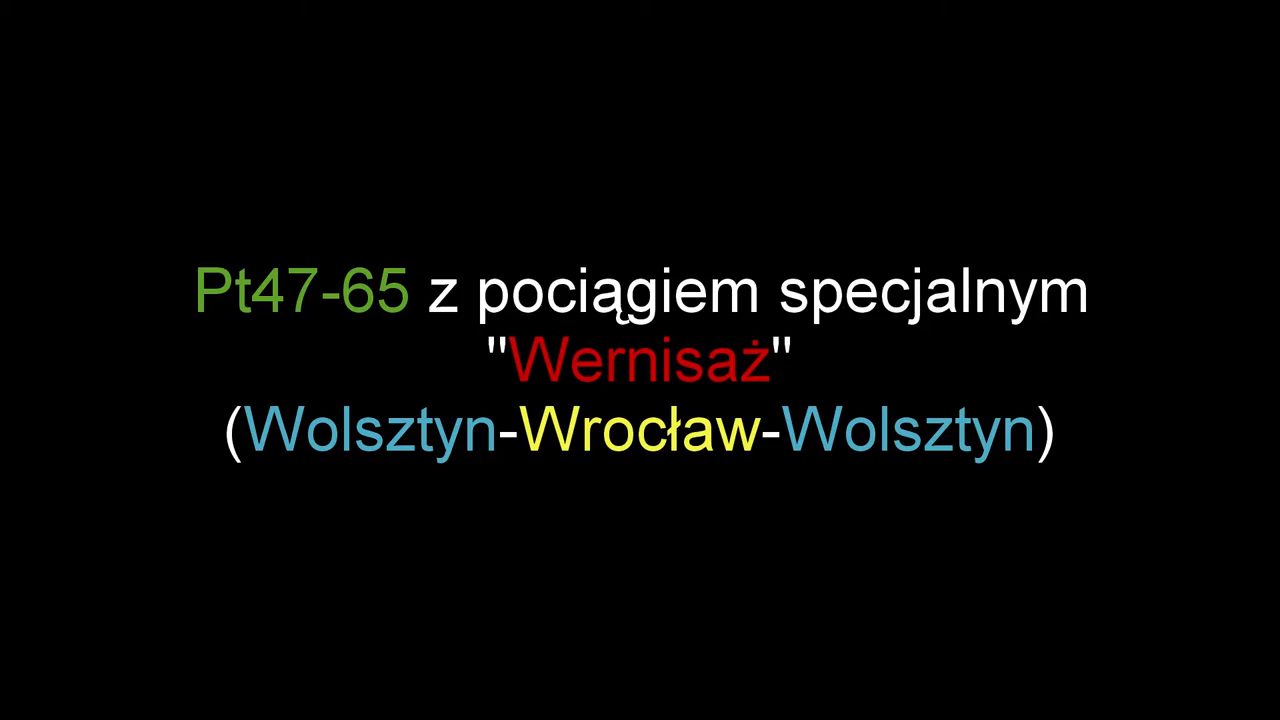 Pt47-65 z pociągiem specjalnym
"Wernisaż"
(Wolsztyn-Wrocław-Wolsztyn)